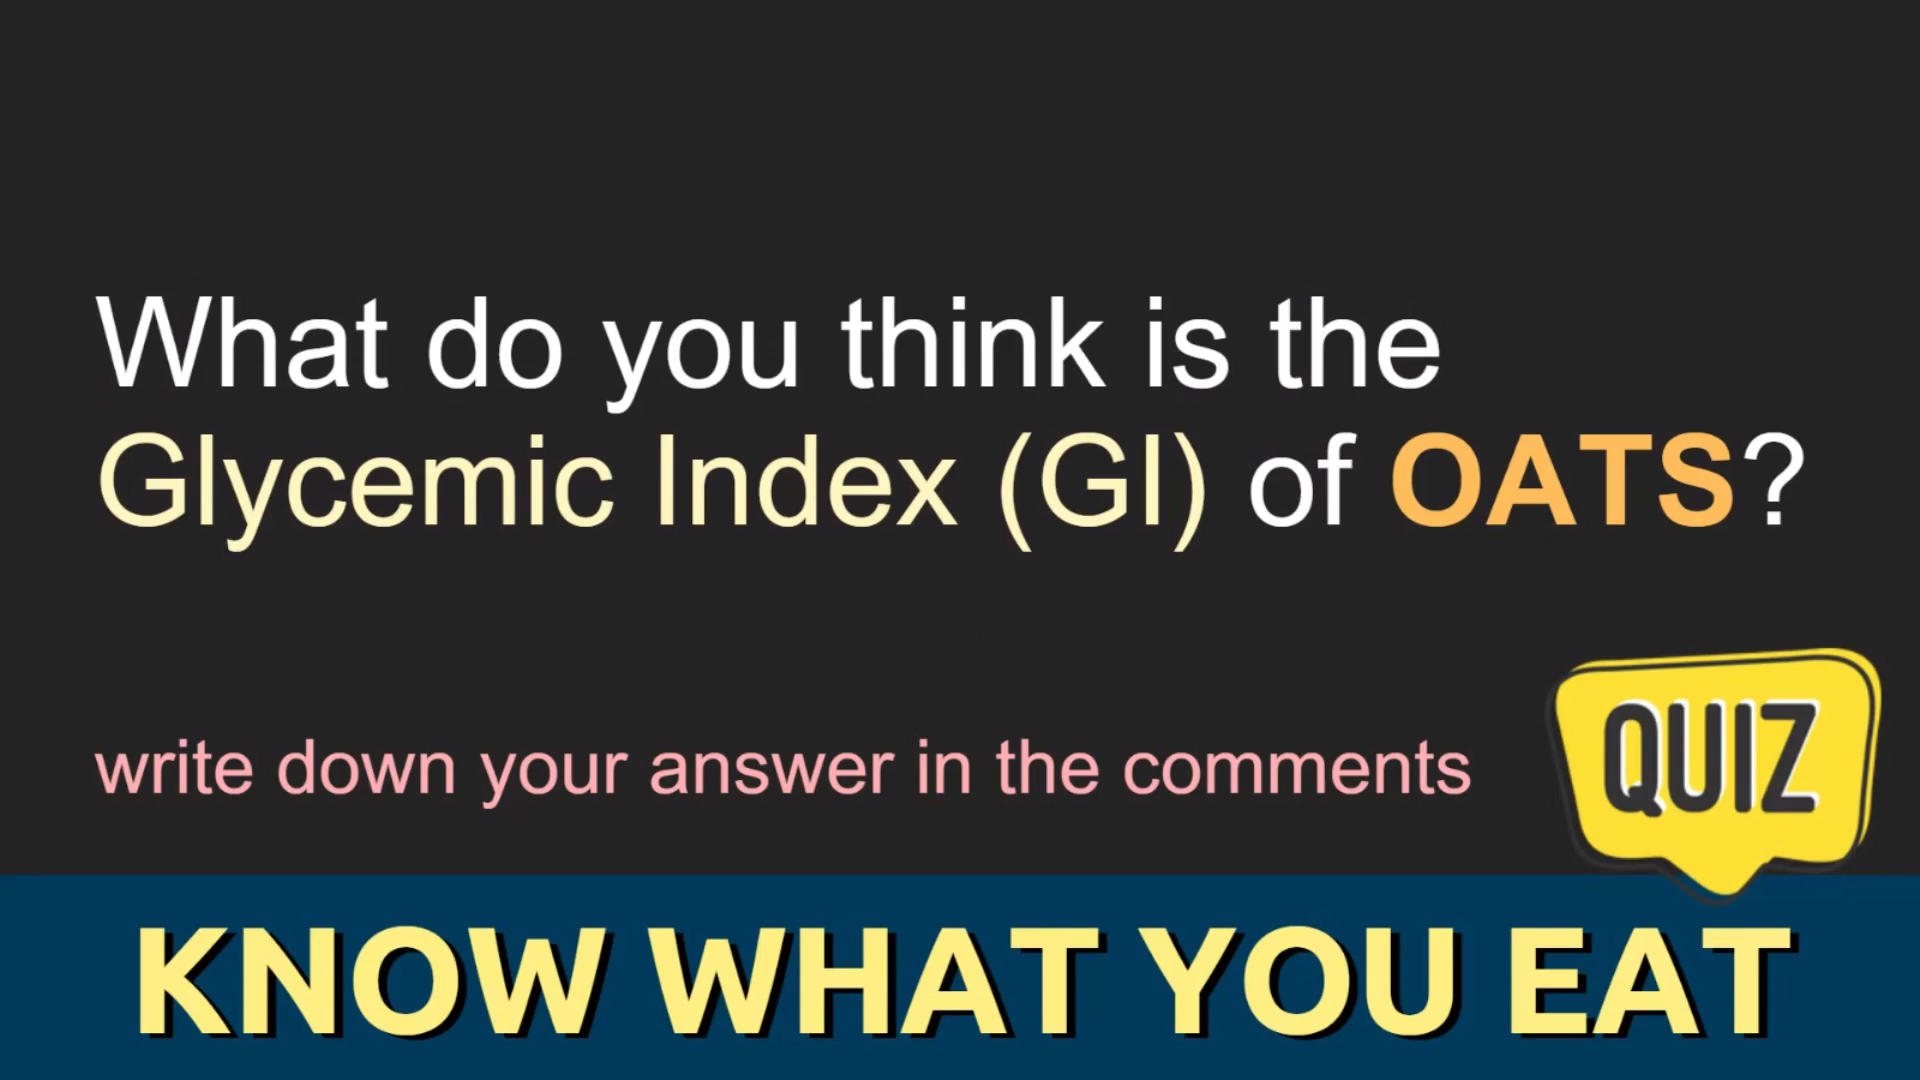 What do you think is the
Glycemic Index (GI) of OATS?
write down your answer in the comments
QUIZ
KNOW WHAT YOU EAT